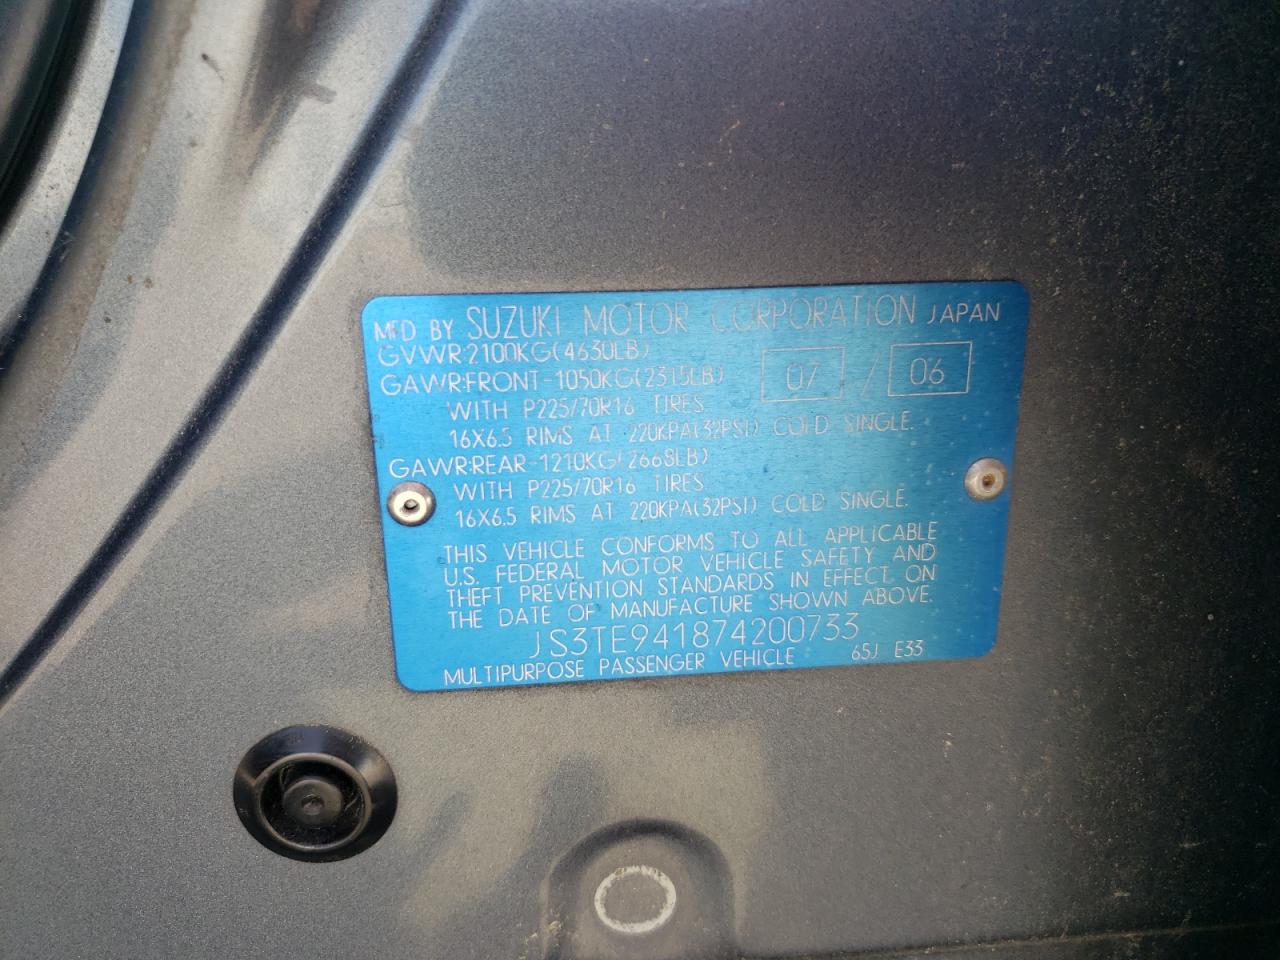 MFD BY SUZUKI MOTOR CORPORATION JAPAN
GVWR:2100KG(4630LB)
GAWR:FRONT-1050KG(2315LB) 07 / 06
WITH P225/70R16 TIRES
16X6.5 RIMS AT 220KPA(32PSI) COLD SINGLE.
GAWR:REAR-1210KG(2668LB)
WITH P225/70R16 TIRES
16X6.5 RIMS AT 220KPA(32PSI) COLD SINGLE.
THIS VEHICLE CONFORMS TO ALL APPLICABLE
U.S. FEDERAL MOTOR VEHICLE SAFETY AND
THEFT PREVENTION STANDARDS IN EFFECT ON
THE DATE OF MANUFACTURE SHOWN ABOVE.
JS3TE941874200733
MULTIPURPOSE PASSENGER VEHICLE 65J E33